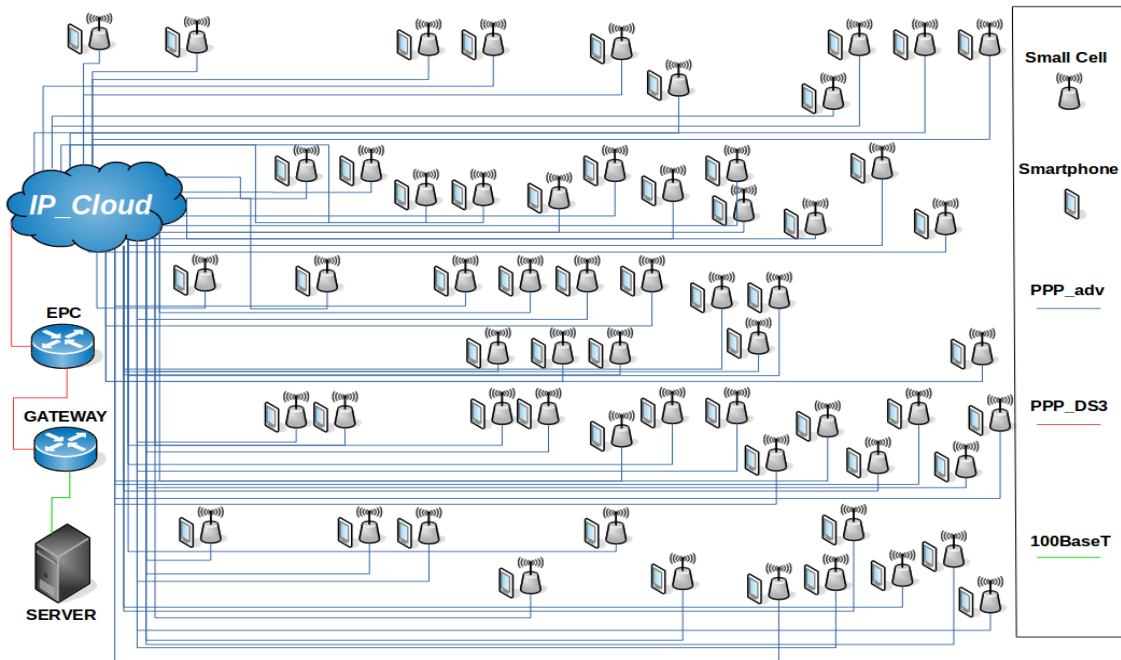 Small Cell
Smartphone
IP_Cloud
PPP_adv
EPC
PPP_DS3
GATEWAY
100BaseT
SERVER